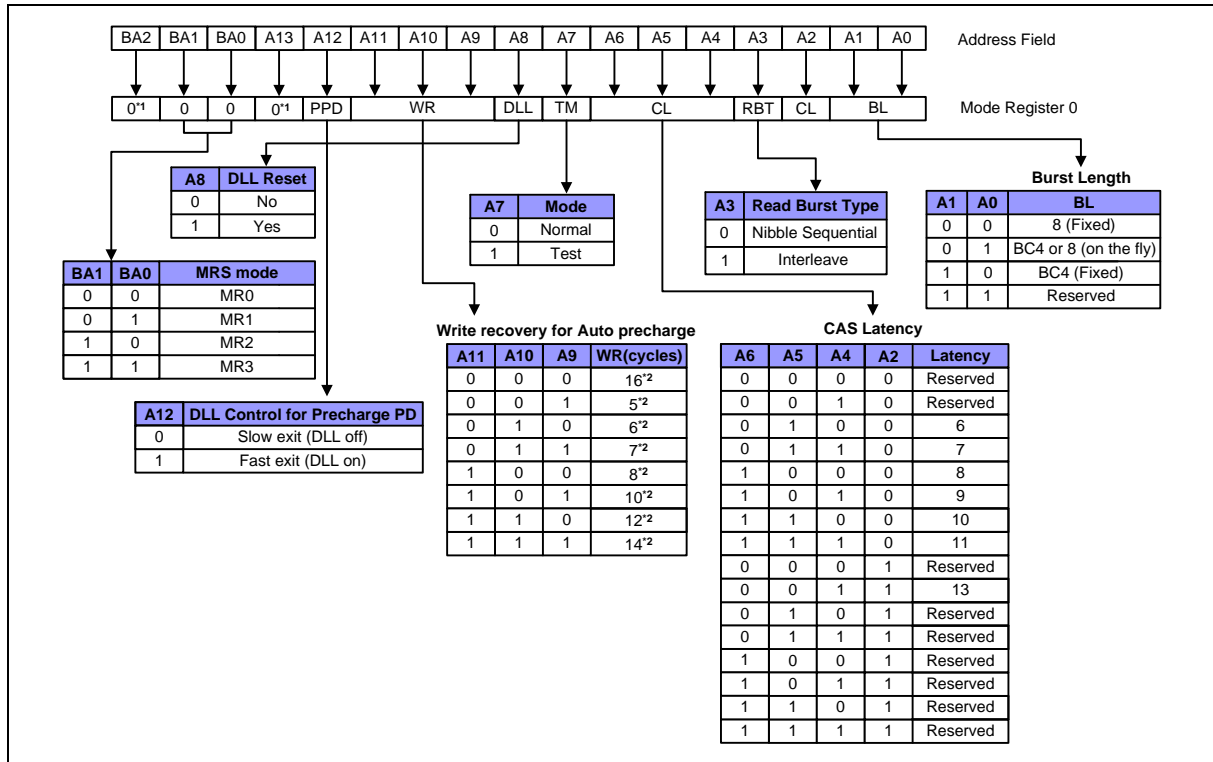 BA2 BA1 BA0 A13 A12 A11 A10 A9 A8 A7 A6 A5 A4 A3 A2 A1 A0 Address Field
0*1 0 0 0*1 PPD WR DLL TM CL RBT CL BL Mode Register 0
A8 DLL Reset
0 No
1 Yes
A7 Mode
0 Normal
1 Test
A3 Read Burst Type
0 Nibble Sequential
1 Interleave
Burst Length
A1 A0 BL
0 0 8 (Fixed)
0 1 BC4 or 8 (on the fly)
1 0 BC4 (Fixed)
1 1 Reserved
BA1 BA0 MRS mode
0 0 MR0
0 1 MR1
1 0 MR2
1 1 MR3
A12 DLL Control for Precharge PD
0 Slow exit (DLL off)
1 Fast exit (DLL on)
Write recovery for Auto precharge
A11 A10 A9 WR(cycles)
0 0 0 16*2
0 0 1 5*2
0 1 0 6*2
0 1 1 7*2
1 0 0 8*2
1 0 1 10*2
1 1 0 12*2
1 1 1 14*2
CAS Latency
A6 A5 A4 A2 Latency
0 0 0 0 Reserved
0 0 1 0 Reserved
0 1 0 0 6
0 1 1 0 7
1 0 0 0 8
1 0 1 0 9
1 1 0 0 10
1 1 1 0 11
0 0 0 1 Reserved
0 0 1 1 13
0 1 0 1 Reserved
0 1 1 1 Reserved
1 0 0 1 Reserved
1 0 1 1 Reserved
1 1 0 1 Reserved
1 1 1 1 Reserved